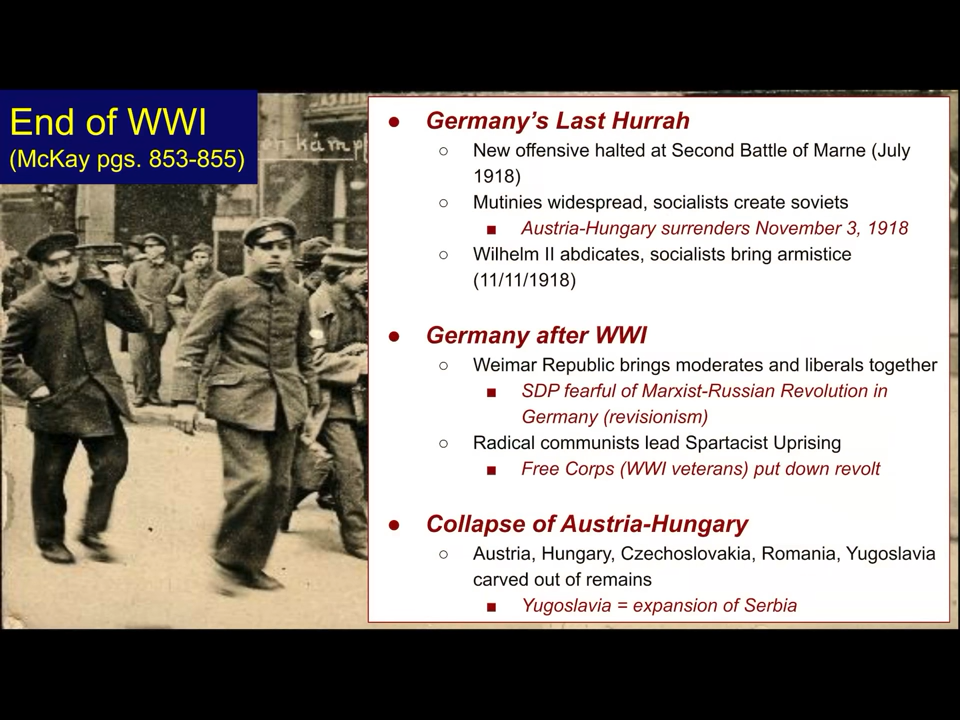 End of WWI
(McKay pgs. 853-855)
en kämpf
● Germany's Last Hurrah
○ New offensive halted at Second Battle of Marne (July
1918)
○ Mutinies widespread, socialists create soviets
■ Austria-Hungary surrenders November 3, 1918
○ Wilhelm II abdicates, socialists bring armistice
(11/11/1918)
● Germany after WWI
○ Weimar Republic brings moderates and liberals together
■ SDP fearful of Marxist-Russian Revolution in
Germany (revisionism)
○ Radical communists lead Spartacist Uprising
■ Free Corps (WWI veterans) put down revolt
● Collapse of Austria-Hungary
○ Austria, Hungary, Czechoslovakia, Romania, Yugoslavia
carved out of remains
■ Yugoslavia = expansion of Serbia